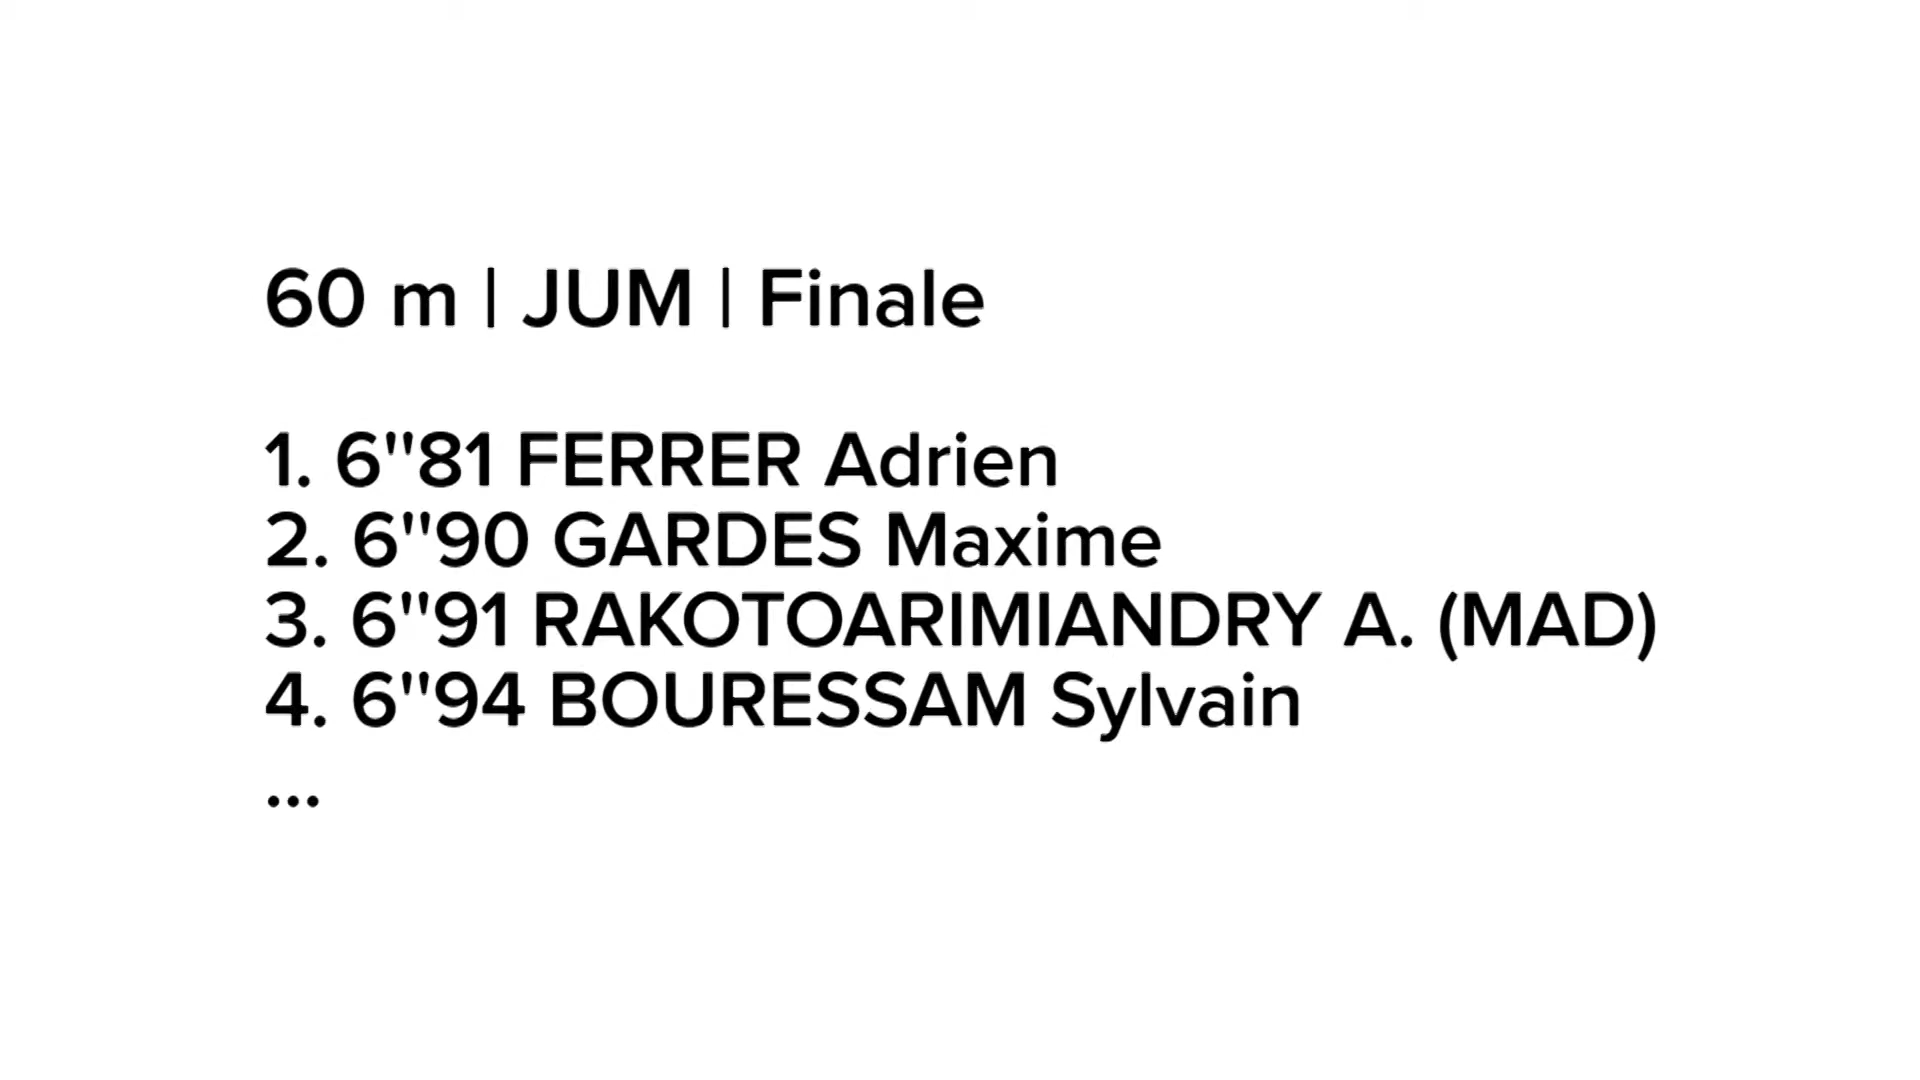 60 m | JUM | Finale
1. 6''81 FERRER Adrien
2. 6''90 GARDES Maxime
3. 6''91 RAKOTOARIMIANDRY A. (MAD)
4. 6''94 BOURESSAM Sylvain
...